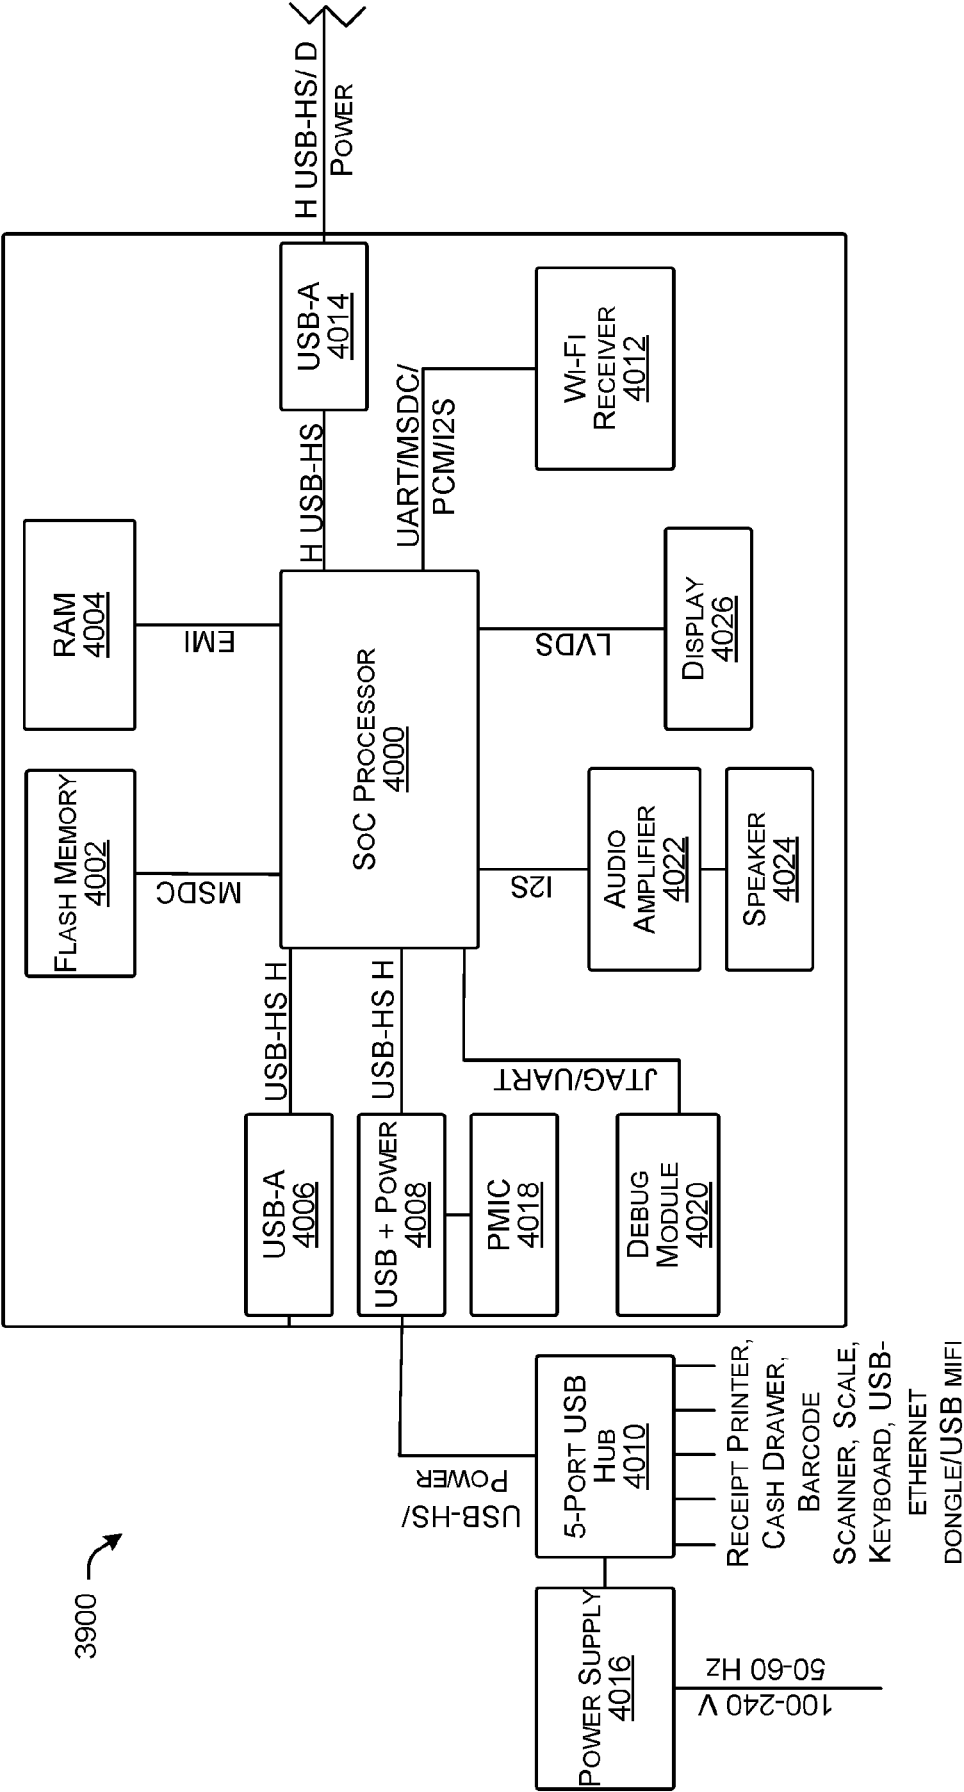 3900
FLASH MEMORY
4002
RAM
4004
MSDC
EMI
USB-A
4006
USB-HS H
USB + POWER
4008
USB-HS H
PMIC
4018
DEBUG
MODULE
4020
JTAG/UART
SOC PROCESSOR
4000
H USB-HS
USB-A
4014
H USB-HS/ D
POWER
UART/MSDC/
PCM/I2S
WI-FI
RECEIVER
4012
I2S
AUDIO
AMPLIFIER
4022
SPEAKER
4024
LVDS
DISPLAY
4026
USB-HS/
POWER
5-PORT USB
HUB
4010
POWER SUPPLY
4016
100-240 V
50-60 HZ
RECEIPT PRINTER,
CASH DRAWER,
BARCODE
SCANNER, SCALE,
KEYBOARD, USB-
ETHERNET
DONGLE/USB MIFI